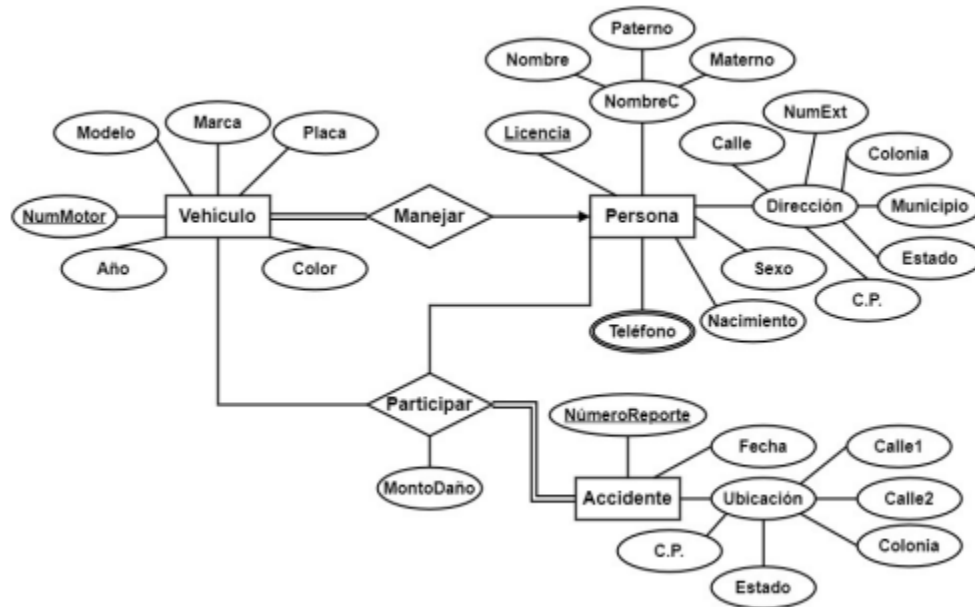 Paterno
Nombre
Materno
NombreC
NumExt
Licencia
Calle
Colonia
Modelo
Marca
Placa
NumMotor
Vehículo
Manejar
Persona
Dirección
Municipio
Año
Color
Sexo
Estado
C.P.
Teléfono
Nacimiento
Participar
NúmeroReporte
Fecha
Calle1
MontoDaño
Accidente
Ubicación
Calle2
C.P.
Colonia
Estado